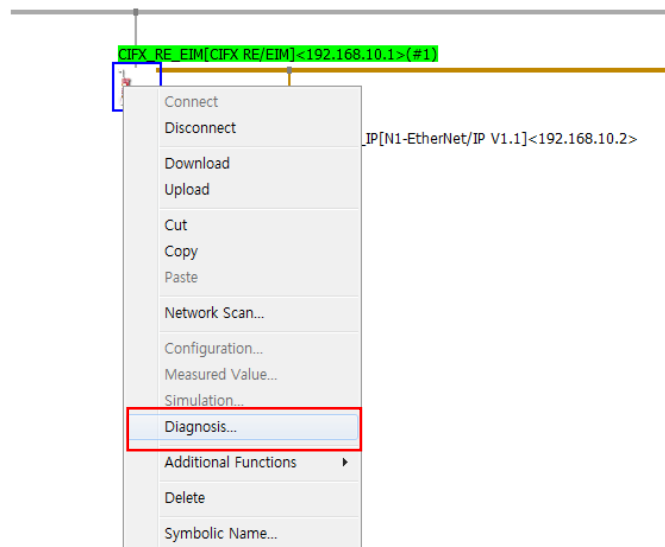 CIFX_RE_EIM[CIFX RE/EIM]<192.168.10.1>(#1)
_IP[N1-EtherNet/IP V1.1]<192.168.10.2>
Connect
Disconnect
Download
Upload
Cut
Copy
Paste
Network Scan...
Configuration...
Measured Value...
Simulation...
Diagnosis...
Additional Functions
Delete
Symbolic Name...